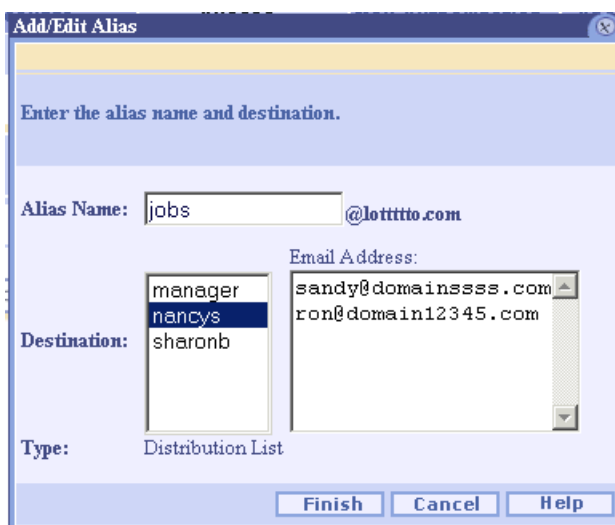 Add/Edit Alias
Enter the alias name and destination.
Alias Name: jobs @lottttto.com
Email Address:
Destination:
manager
nancys
sharonb
sandy@domainssss.com
ron@domain12345.com
Type: Distribution List
Finish Cancel Help